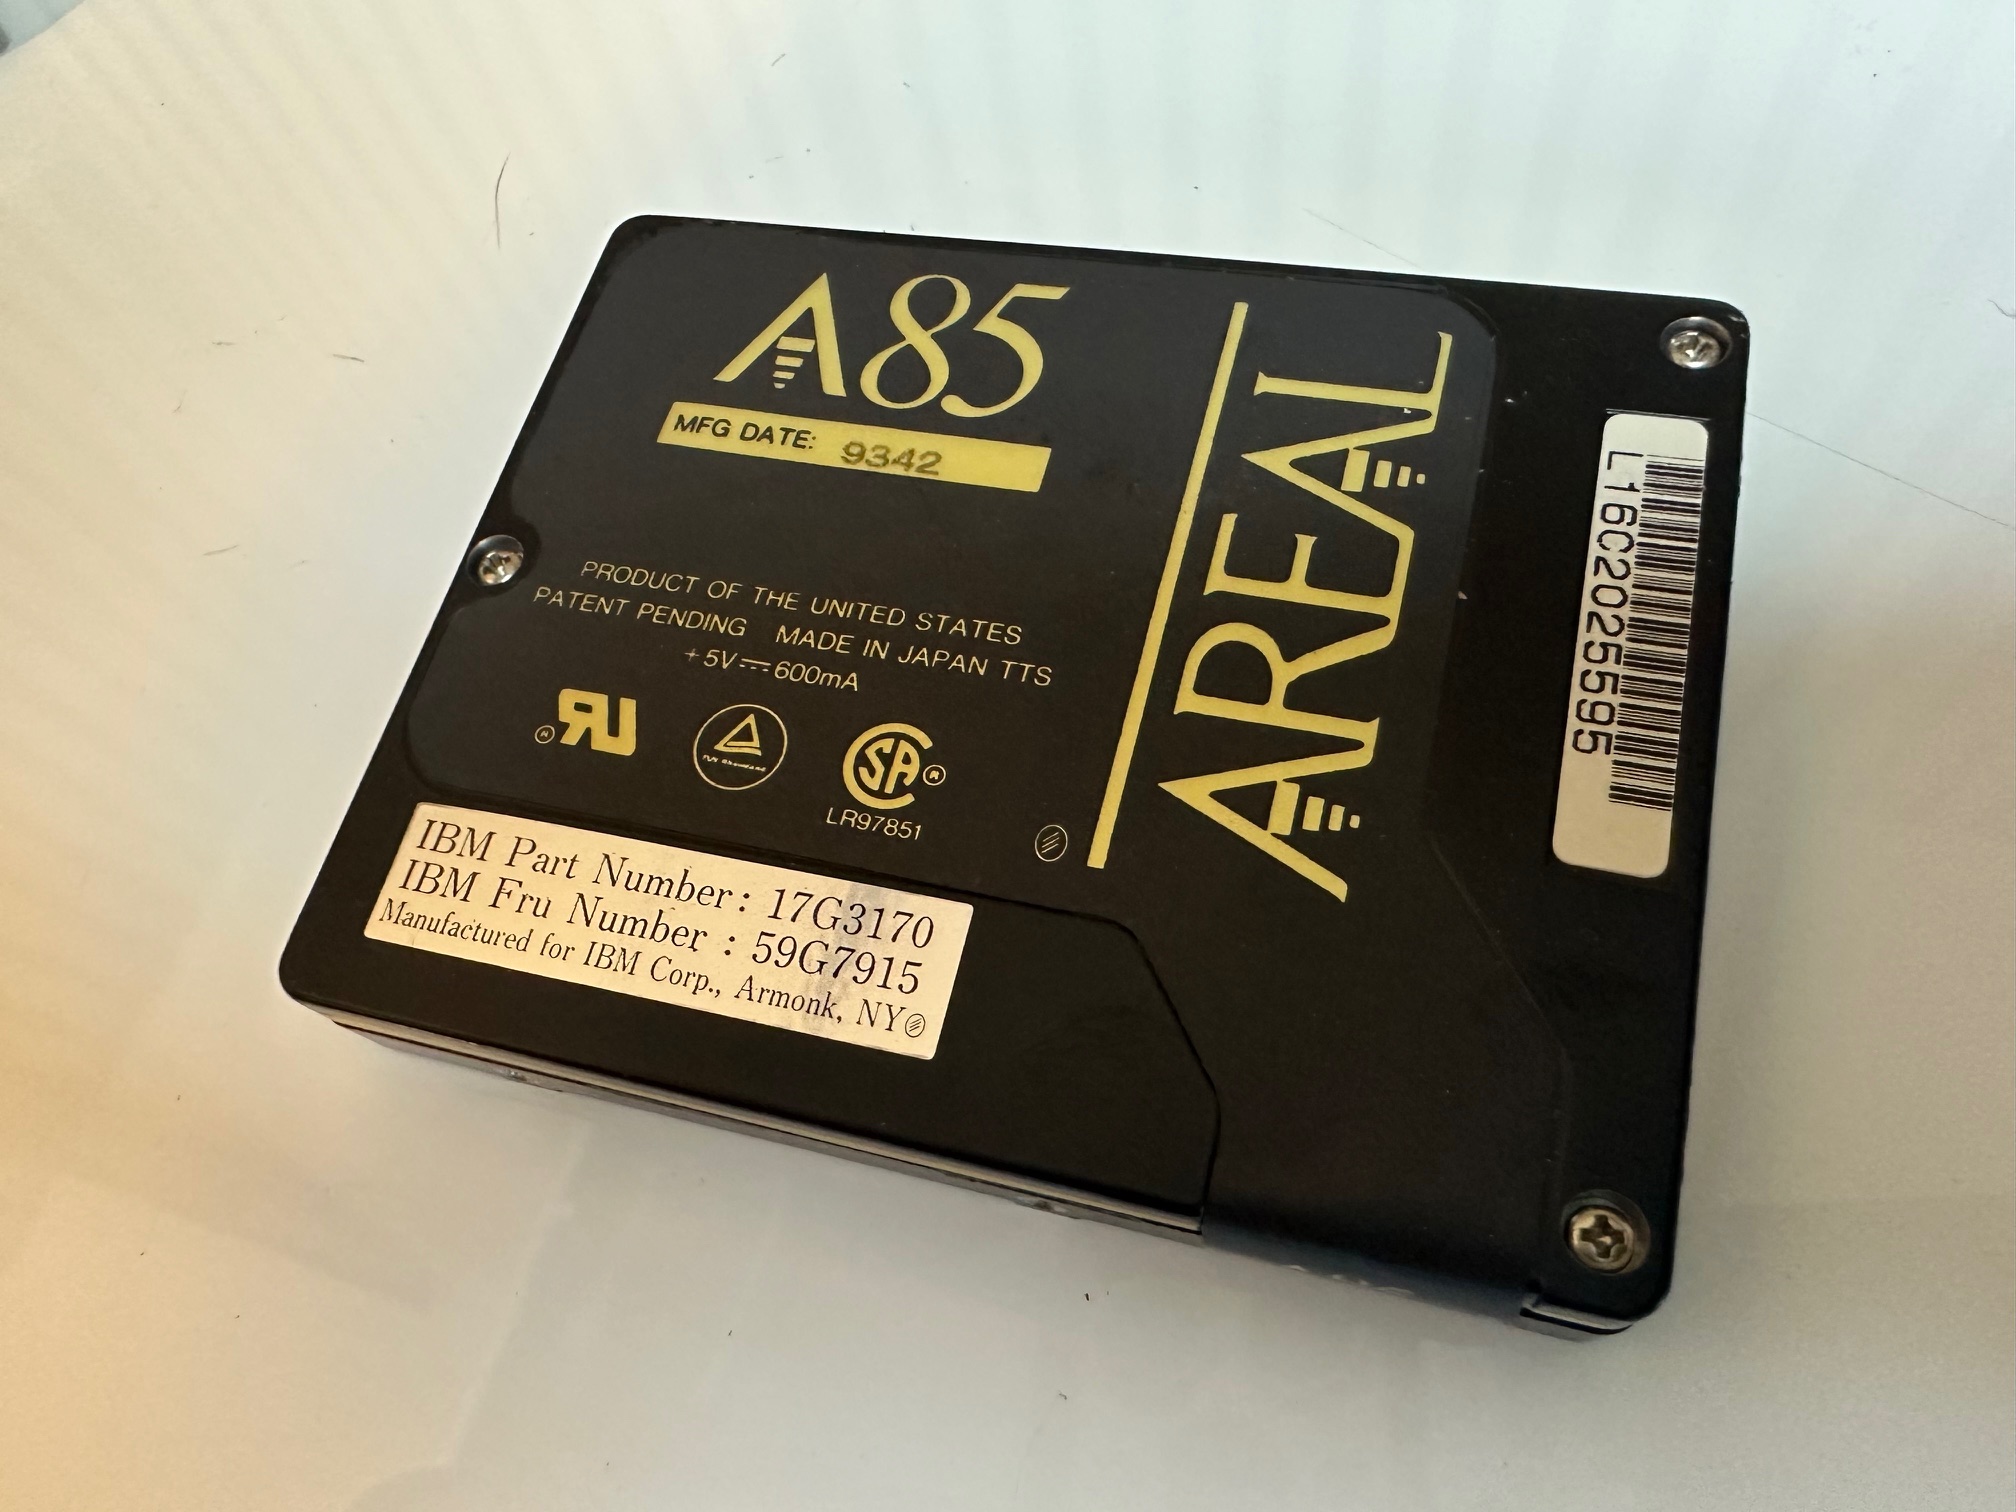 A85
MFG DATE: 9342
PRODUCT OF THE UNITED STATES
PATENT PENDING MADE IN JAPAN TTS
+5V⎓600mA
LR97851
IBM Part Number: 17G3170
IBM Fru Number : 59G7915
Manufactured for IBM Corp., Armonk, NY
AREAL
L16C2025595